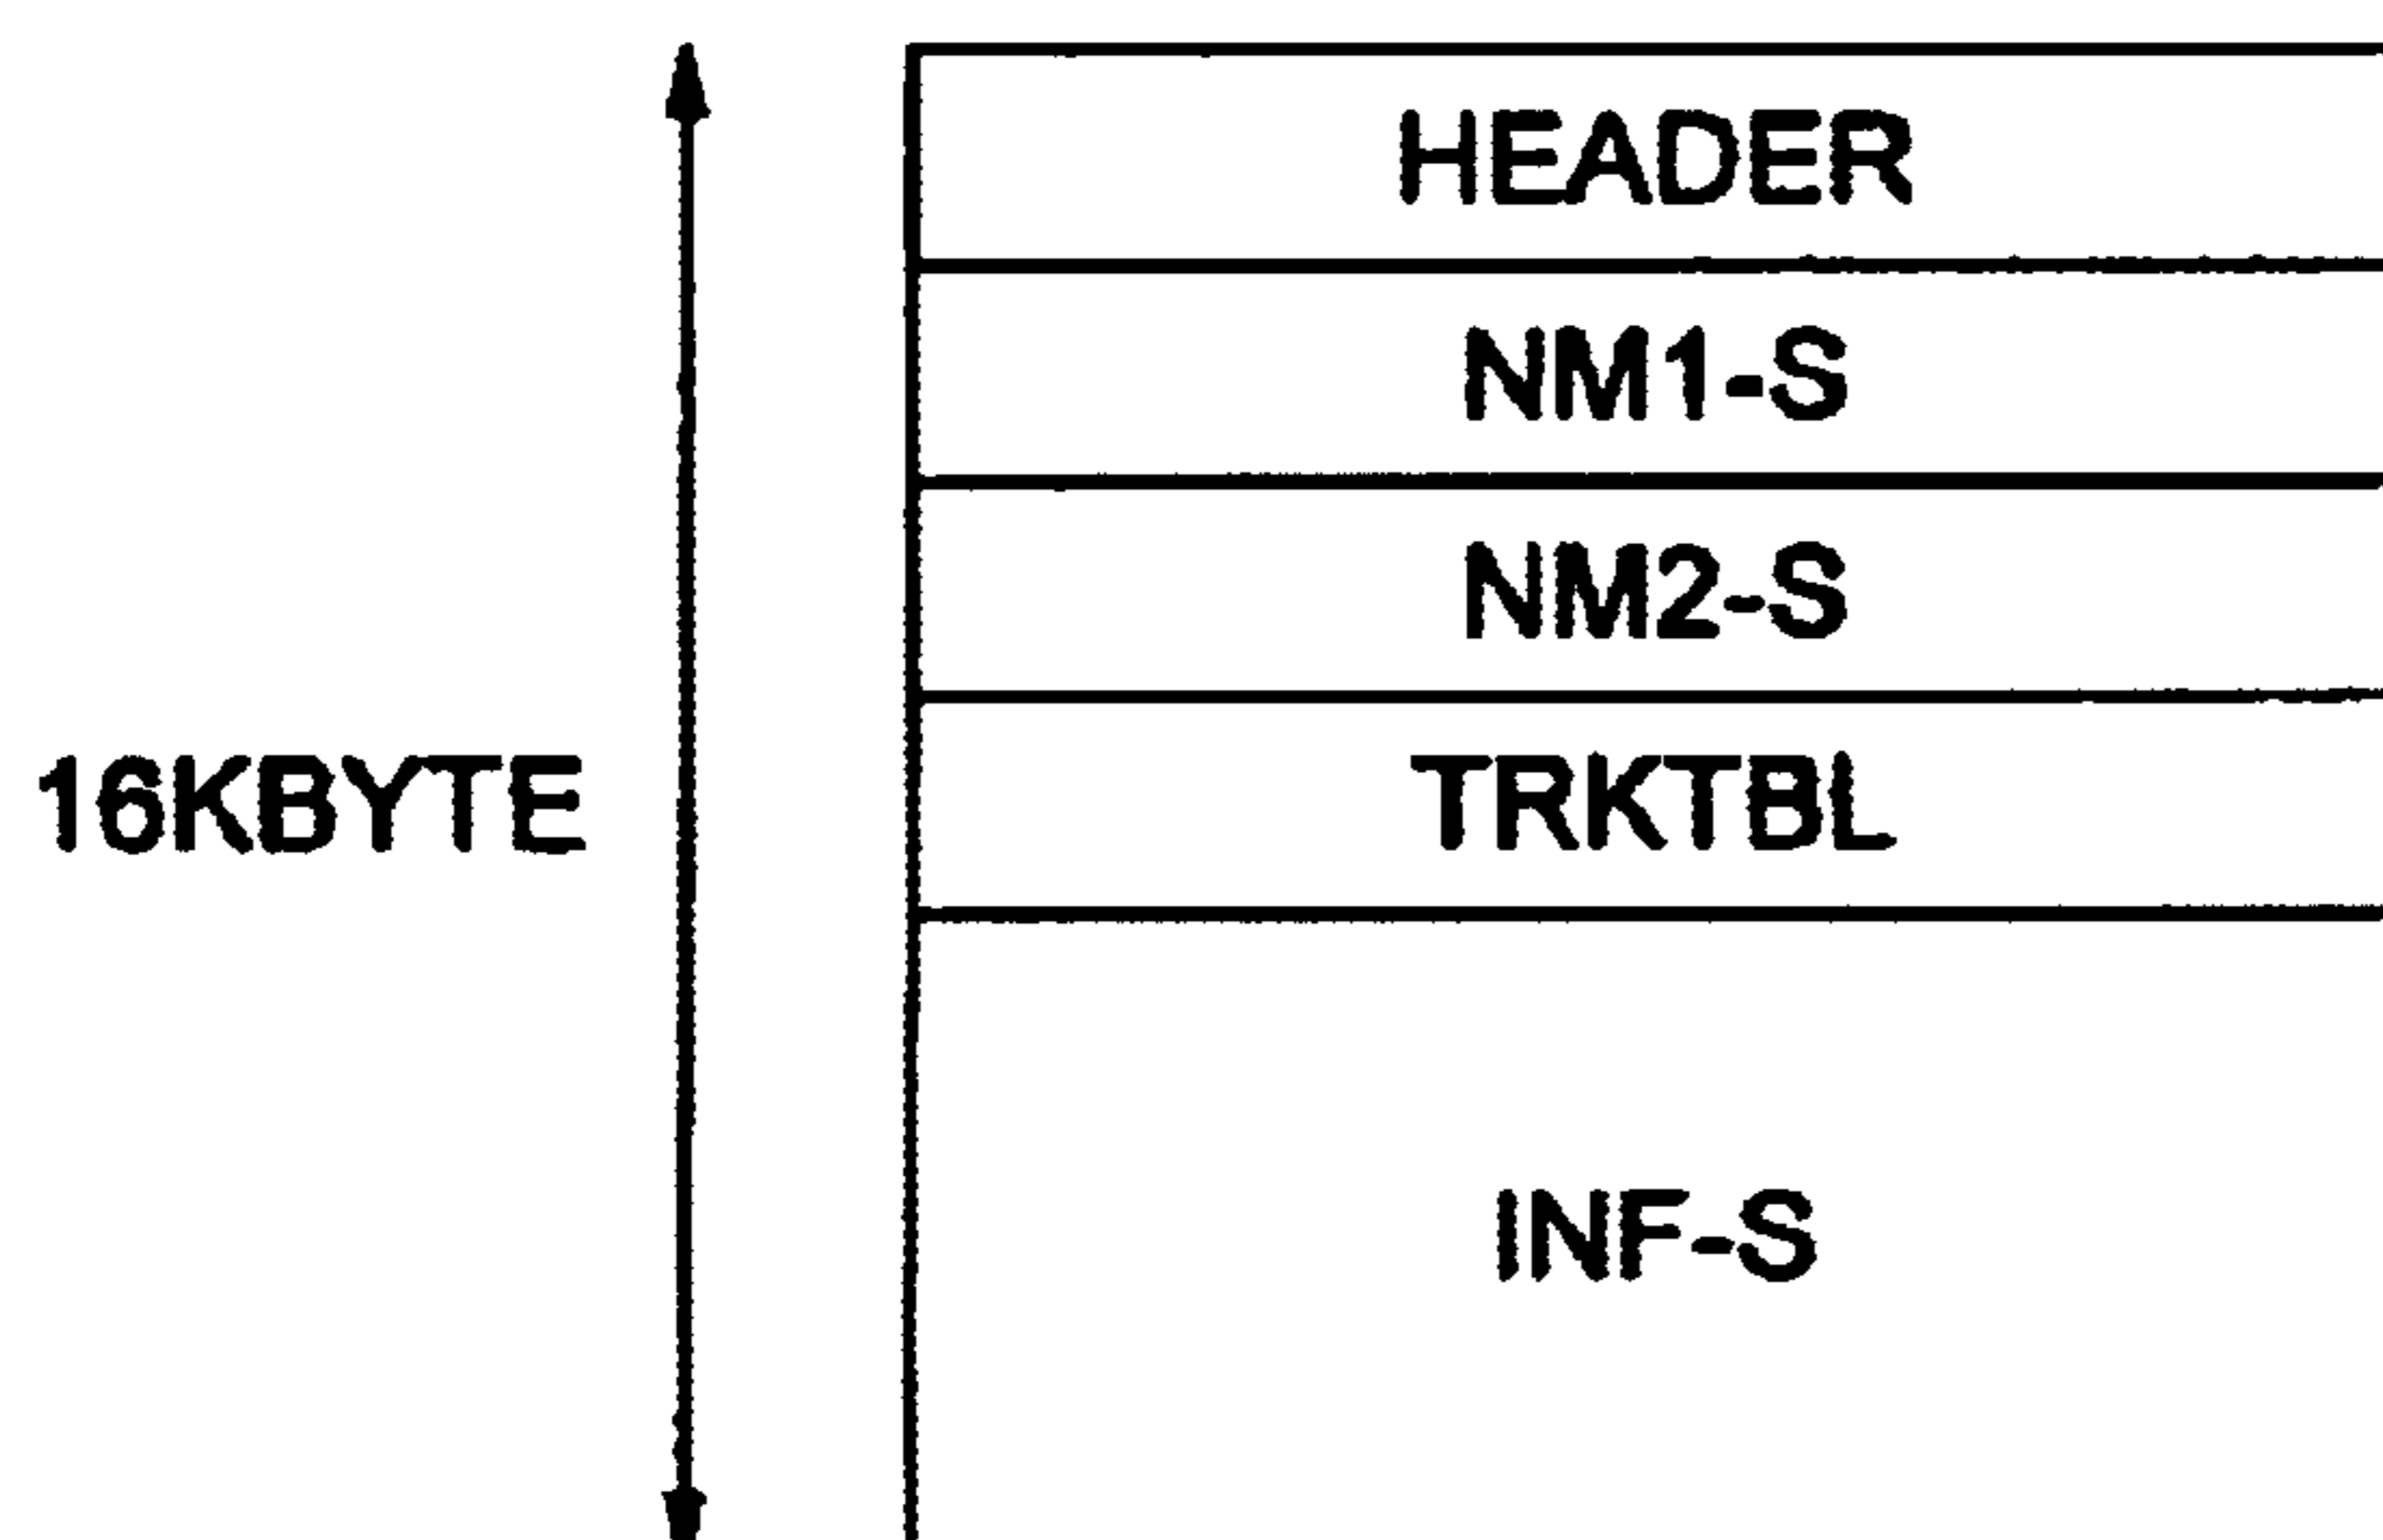 HEADER
NM1-S
NM2-S
16KBYTE
TRKTBL
INF-S